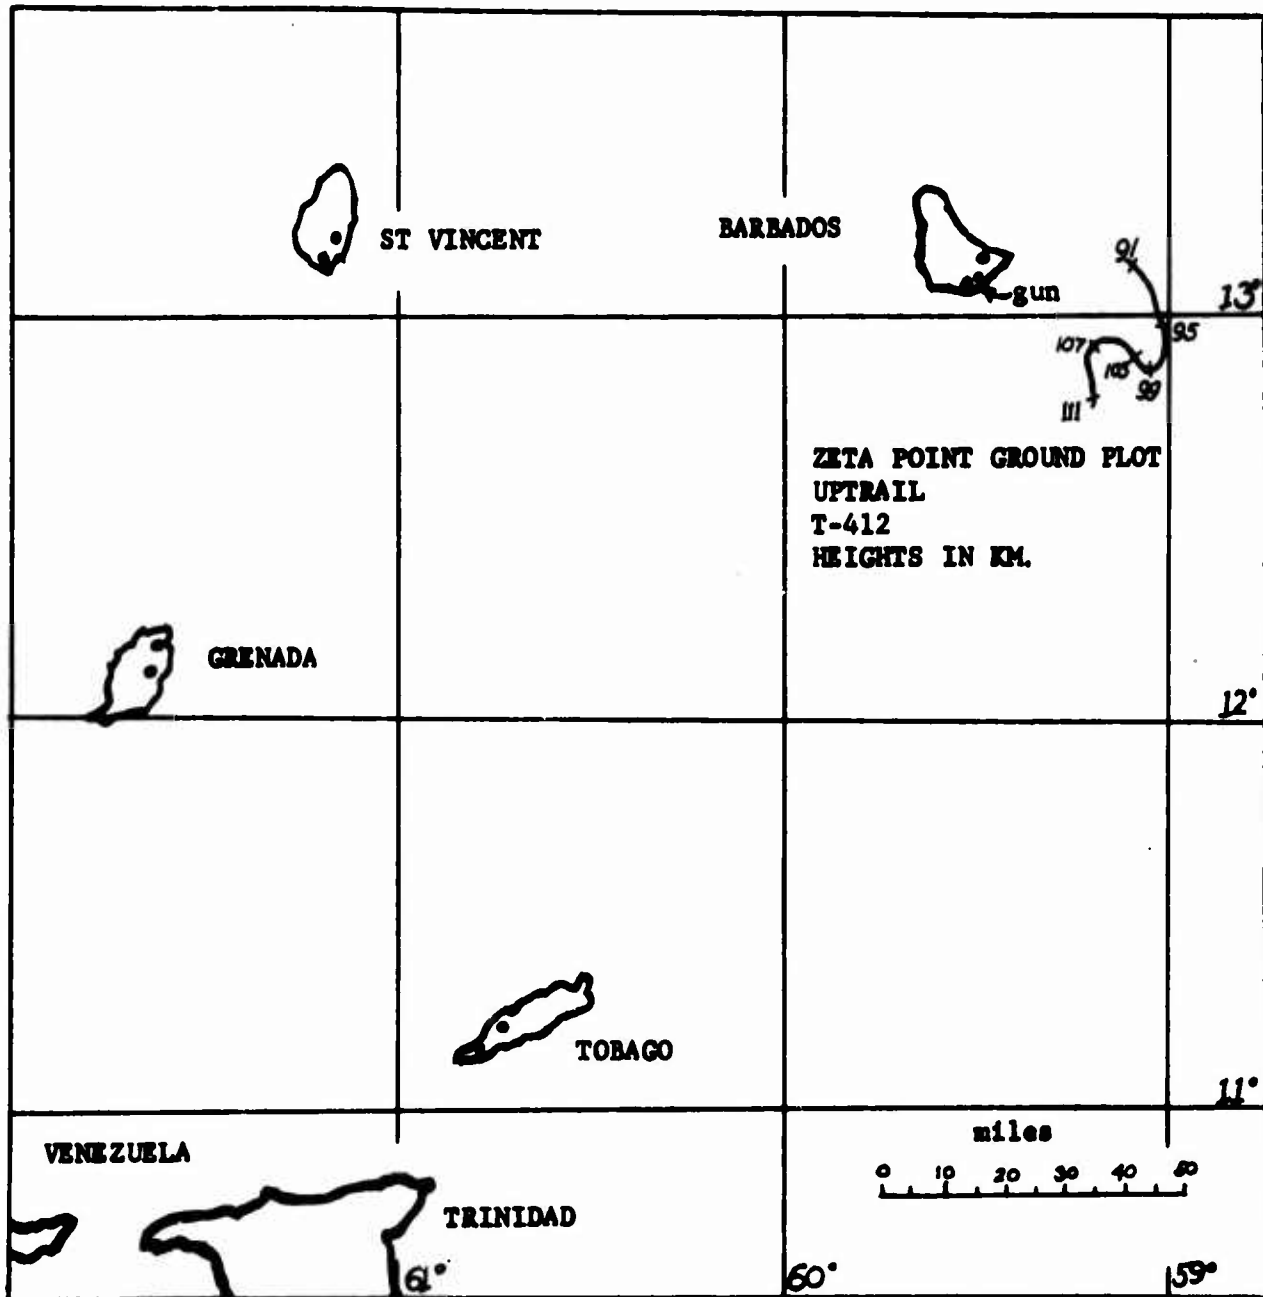 ST VINCENT
BARBADOS
gun
91
13°
95
107
103
99
111
ZETA POINT GROUND PLOT
UPTRAIL
T-412
HEIGHTS IN KM.
GRENADA
12°
TOBAGO
11°
miles
0 10 20 30 40 50
VENEZUELA
TRINIDAD
61°
60°
59°